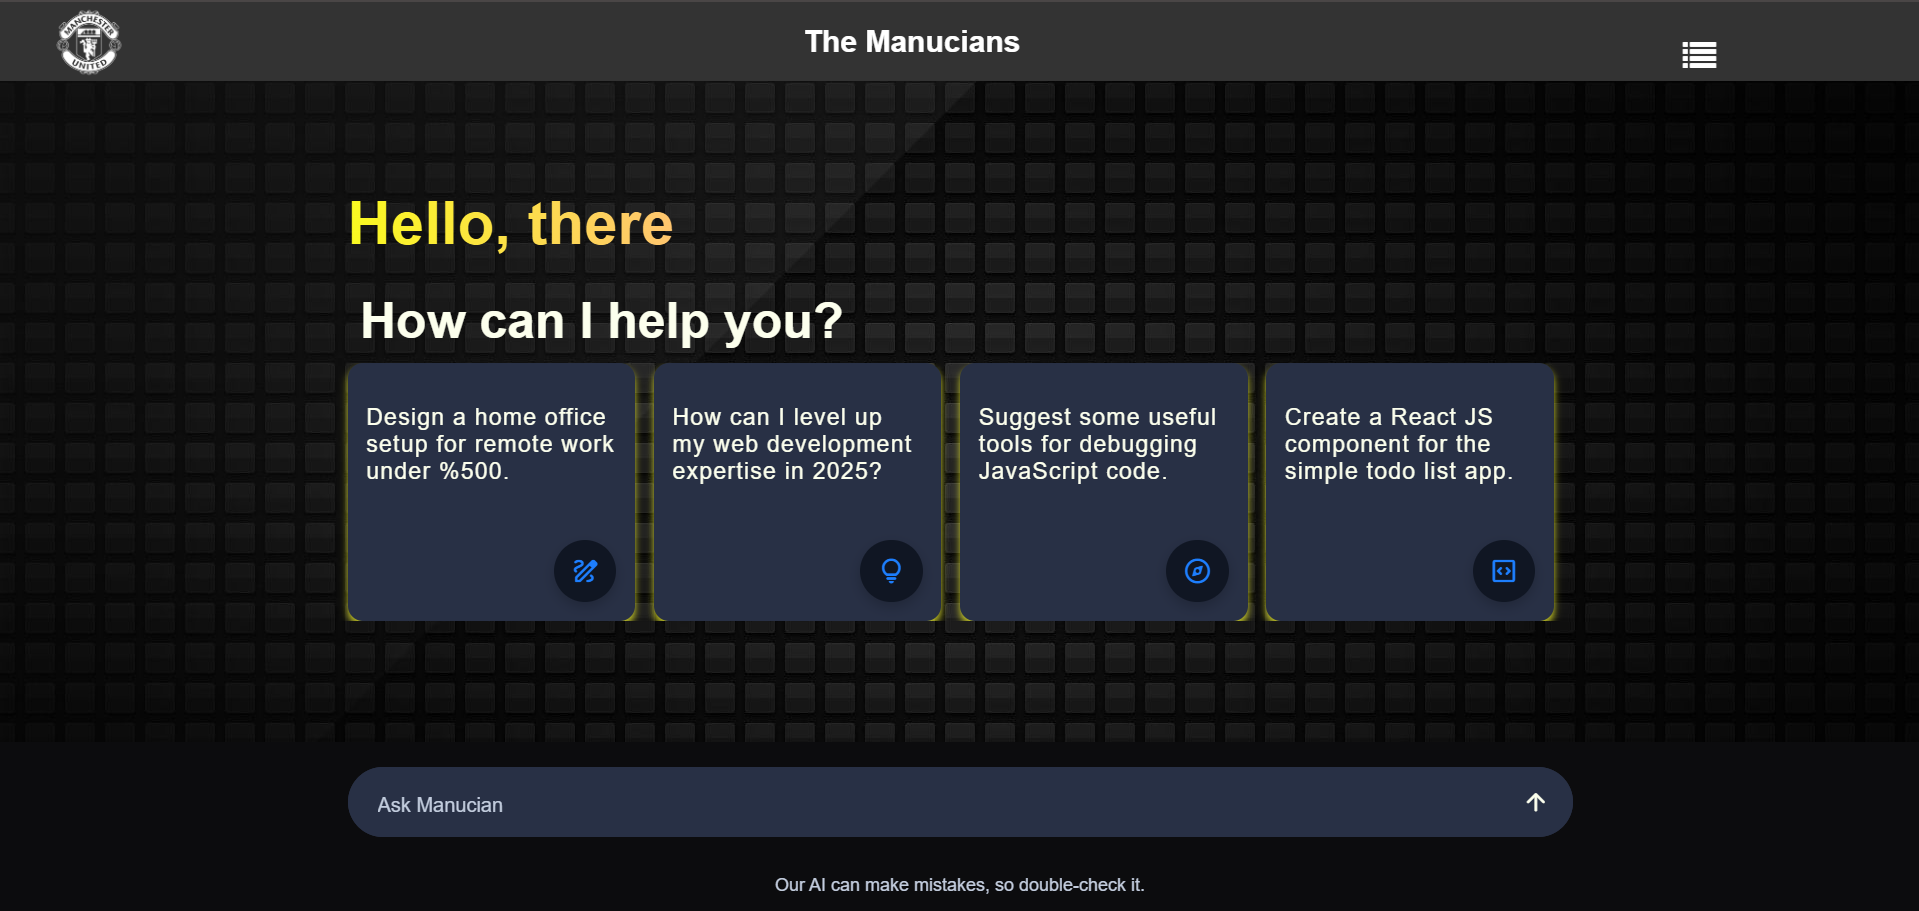 MANCHESTER
UNITED
The Manucians
Hello, there
How can I help you?
Design a home office
setup for remote work
under %500.
How can I level up
my web development
expertise in 2025?
Suggest some useful
tools for debugging
JavaScript code.
Create a React JS
component for the
simple todo list app.
Ask Manucian
Our AI can make mistakes, so double-check it.